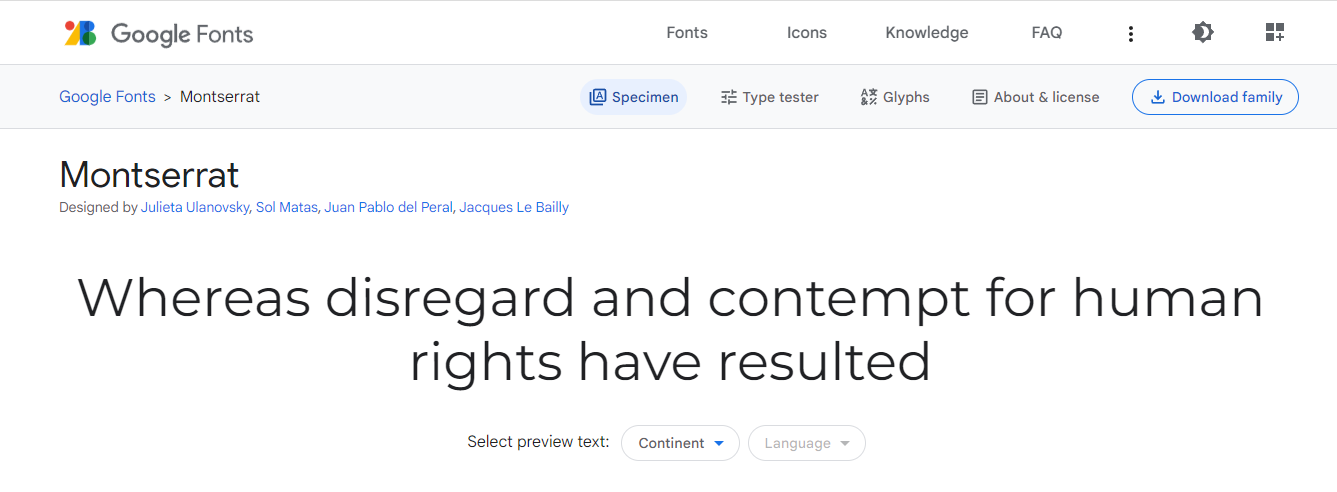 Google Fonts
Fonts Icons Knowledge FAQ
Google Fonts > Montserrat
Specimen Type tester Glyphs About & license Download family
Montserrat
Designed by Julieta Ulanovsky, Sol Matas, Juan Pablo del Peral, Jacques Le Bailly
Whereas disregard and contempt for human
rights have resulted
Select preview text: Continent Language